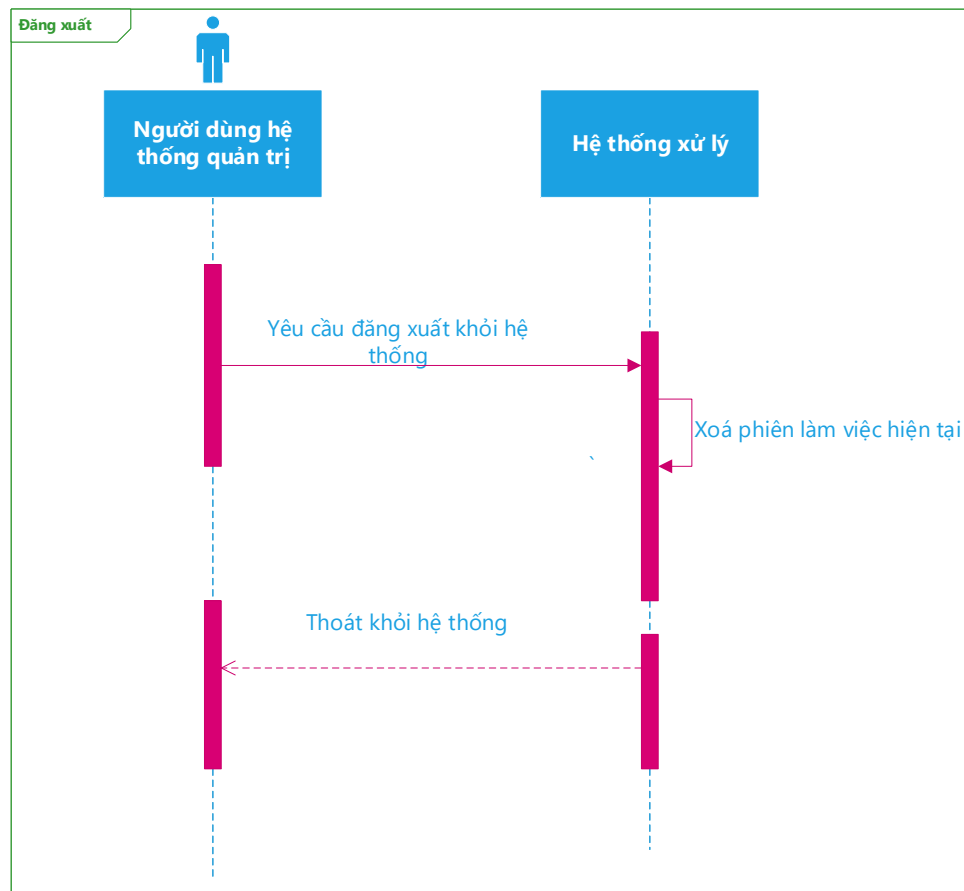 Đăng xuất
Người dùng hệ
thống quản trị
Hệ thống xử lý
Yêu cầu đăng xuất khỏi hệ
thống
Xoá phiên làm việc hiện tại
`
Thoát khỏi hệ thống